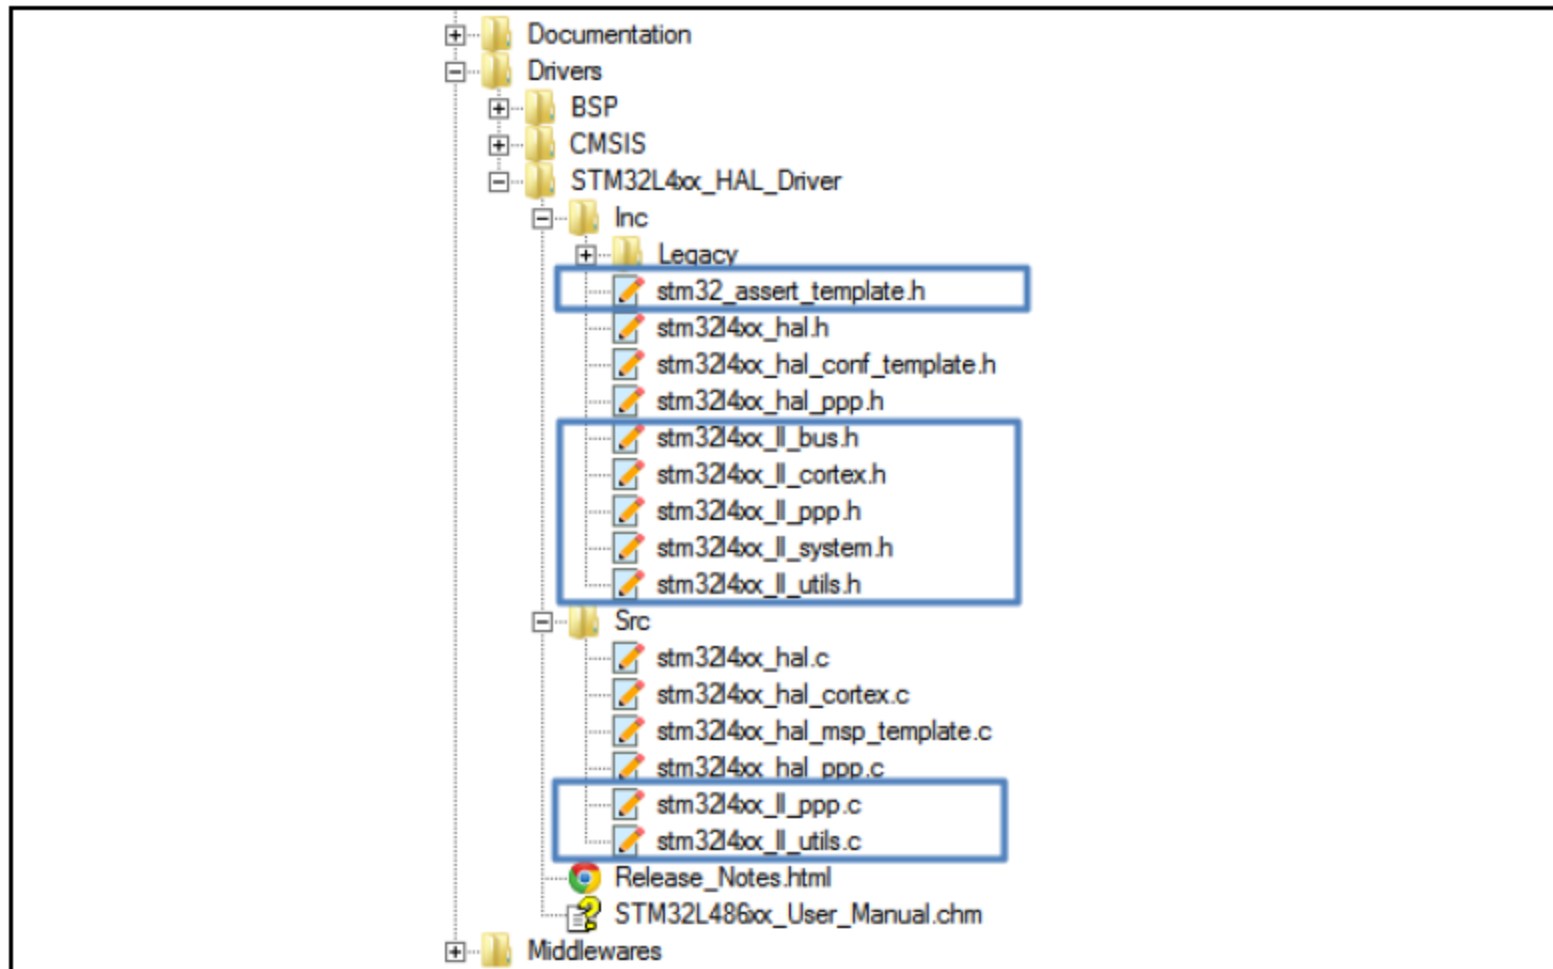 Documentation
Drivers
BSP
CMSIS
STM32L4xx_HAL_Driver
Inc
Legacy
stm32_assert_template.h
stm32l4xx_hal.h
stm32l4xx_hal_conf_template.h
stm32l4xx_hal_ppp.h
stm32l4xx_ll_bus.h
stm32l4xx_ll_cortex.h
stm32l4xx_ll_ppp.h
stm32l4xx_ll_system.h
stm32l4xx_ll_utils.h
Src
stm32l4xx_hal.c
stm32l4xx_hal_cortex.c
stm32l4xx_hal_msp_template.c
stm32l4xx_hal_ppp.c
stm32l4xx_ll_ppp.c
stm32l4xx_ll_utils.c
Release_Notes.html
STM32L486xx_User_Manual.chm
Middlewares